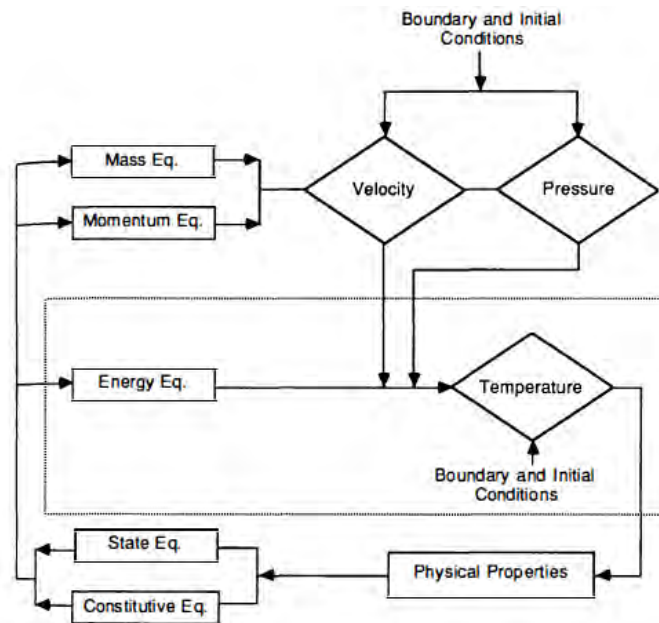 Boundary and Initial
Conditions
Mass Eq.
Velocity
Pressure
Momentum Eq.
Energy Eq.
Temperature
Boundary and Initial
Conditions
State Eq.
Physical Properties
Constitutive Eq.